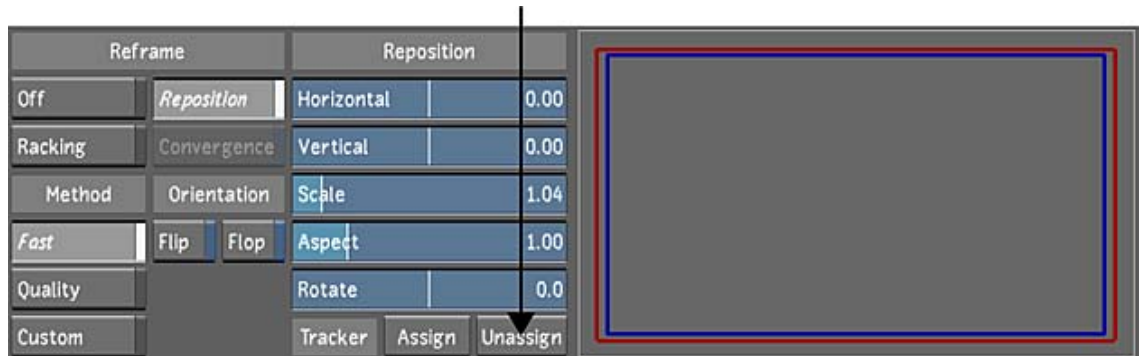 Reframe Reposition
Off Reposition Horizontal 0.00
Racking Convergence Vertical 0.00
Method Orientation Scale 1.04
Fast Flip Flop Aspect 1.00
Quality Rotate 0.0
Custom Tracker Assign Unassign